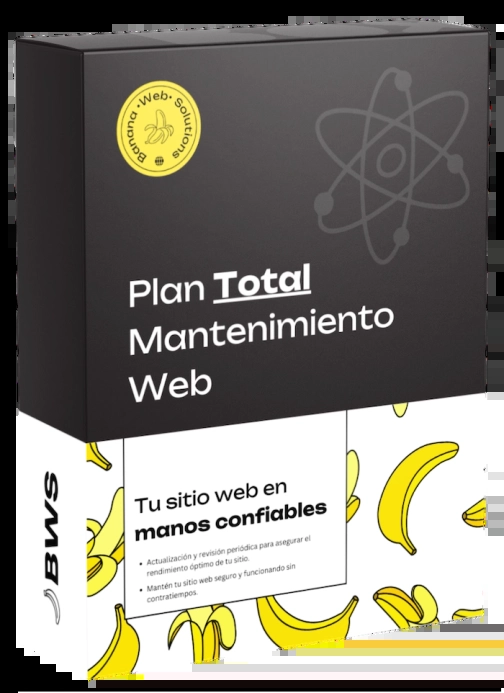 Banana • Web • Solutions
Plan Total
Mantenimiento
Web
Tu sitio web en
manos confiables
• Actualización y revisión periódica para asegurar el
rendimiento óptimo de tu sitio.
• Mantén tu sitio web seguro y funcionando sin
contratiempos.
BWS